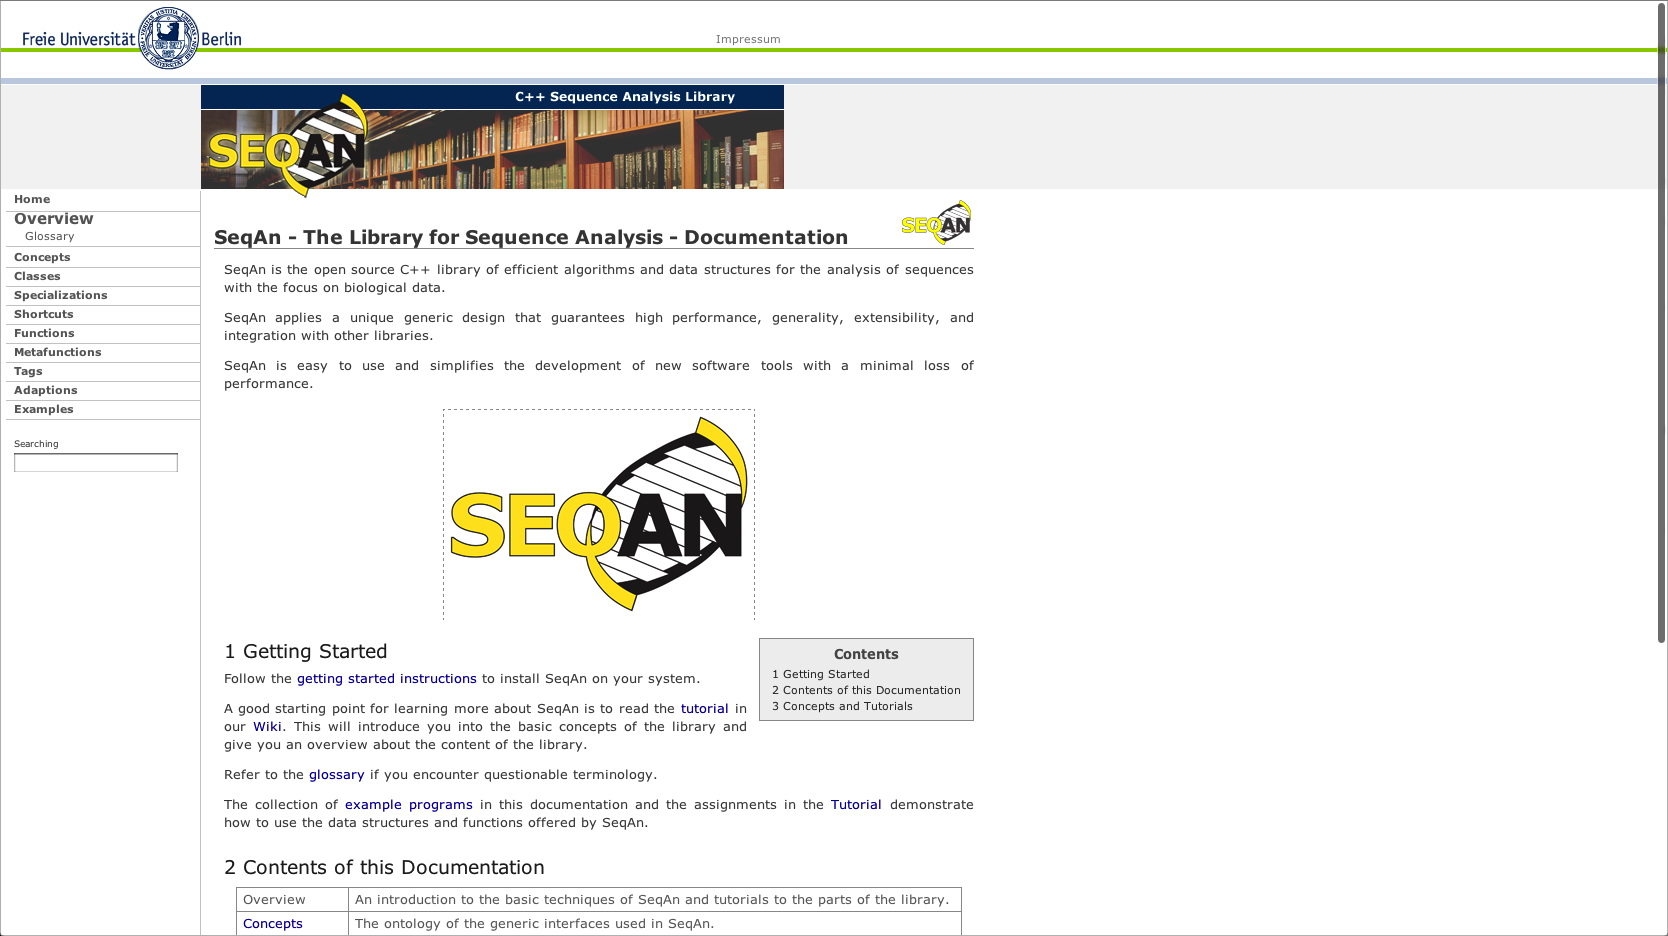 Freie Universität Berlin
Impressum
C++ Sequence Analysis Library
SEQAN
Home
Overview
Glossary
Concepts
Classes
Specializations
Shortcuts
Functions
Metafunctions
Tags
Adaptions
Examples
Searching
SEQAN
SeqAn - The Library for Sequence Analysis - Documentation
SeqAn is the open source C++ library of efficient algorithms and data structures for the analysis of sequences
with the focus on biological data.
SeqAn applies a unique generic design that guarantees high performance, generality, extensibility, and
integration with other libraries.
SeqAn is easy to use and simplifies the development of new software tools with a minimal loss of
performance.
SEQAN
1 Getting Started
Follow the getting started instructions to install SeqAn on your system.
A good starting point for learning more about SeqAn is to read the tutorial in
our Wiki. This will introduce you into the basic concepts of the library and
give you an overview about the content of the library.
Refer to the glossary if you encounter questionable terminology.
The collection of example programs in this documentation and the assignments in the Tutorial demonstrate
how to use the data structures and functions offered by SeqAn.
Contents
1 Getting Started
2 Contents of this Documentation
3 Concepts and Tutorials
2 Contents of this Documentation
Overview An introduction to the basic techniques of SeqAn and tutorials to the parts of the library.
Concepts The ontology of the generic interfaces used in SeqAn.